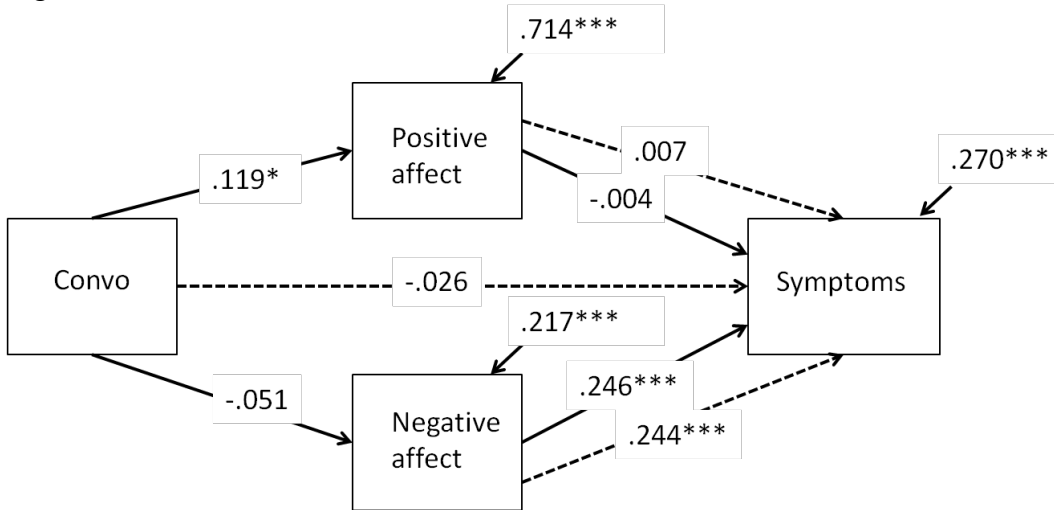 .714***
Positive
affect
.119*
.007
-.004
.270***
Convo
-.026
Symptoms
.217***
-.051
Negative
affect
.246***
.244***